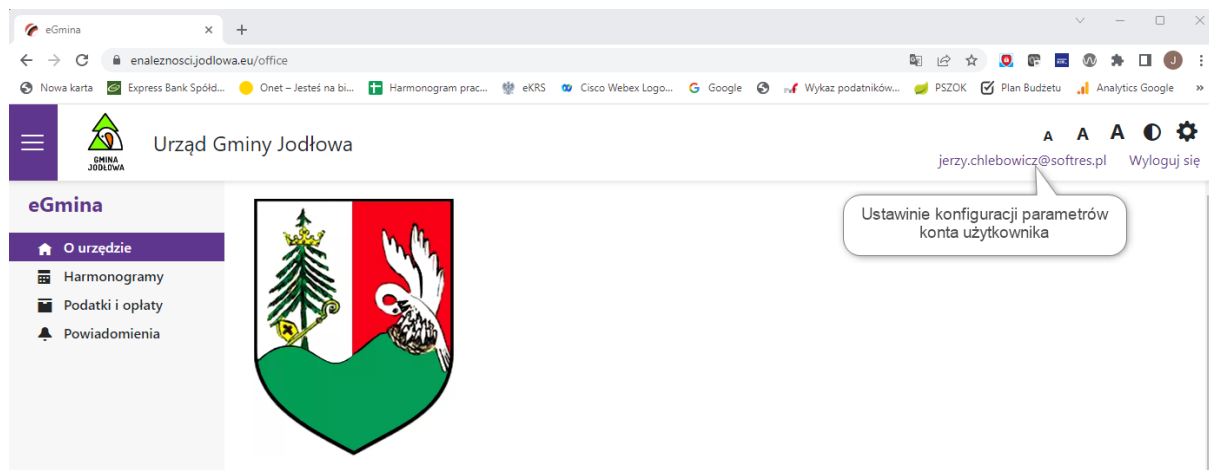 eGmina
enaleznosci.jodlowa.eu/office
Nowa karta Express Bank Spółd... Onet – Jesteś na bi... Harmonogram prac... eKRS Cisco Webex Logo... Google Wykaz podatników... PSZOK Plan Budżetu Analytics Google »
GMINA
JODŁOWA
Urząd Gminy Jodłowa
A A A
jerzy.chlebowicz@softres.pl Wyloguj się
Ustawinie konfiguracji parametrów
konta użytkownika
eGmina
O urzędzie
Harmonogramy
Podatki i opłaty
Powiadomienia